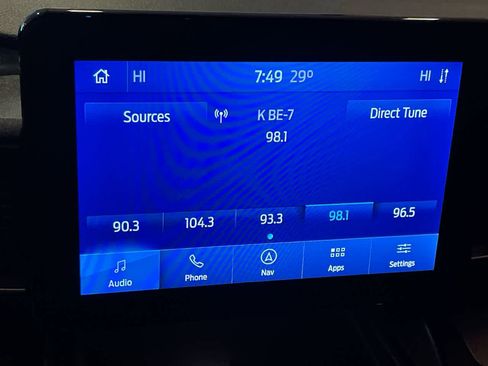 HI 7:49 29° HI
Sources K BE-7 Direct Tune
98.1
90.3 104.3 93.3 98.1 96.5
Audio Phone Nav Apps Settings